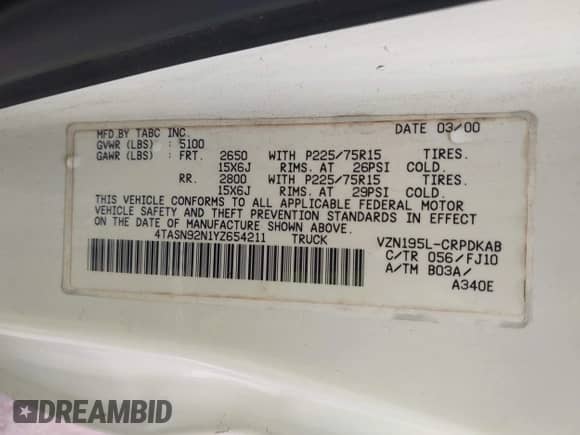 MFD.BY TABC INC. DATE 03/00
GVWR (LBS) : 5100
GAWR (LBS) : FRT. 2650 WITH P225/75R15 TIRES.
15X6J RIMS. AT 26PSI COLD.
RR. 2800 WITH P225/75R15 TIRES.
15X6J RIMS. AT 29PSI COLD.
THIS VEHICLE CONFORMS TO ALL APPLICABLE FEDERAL MOTOR
VEHICLE SAFETY AND THEFT PREVENTION STANDARDS IN EFFECT
ON THE DATE OF MANUFACTURE SHOWN ABOVE.
4TASN92N1YZ654211 TRUCK VZN195L-CRPDKAB
C/TR 056/FJ10
A/TM B03A/
A340E
DREAMBID